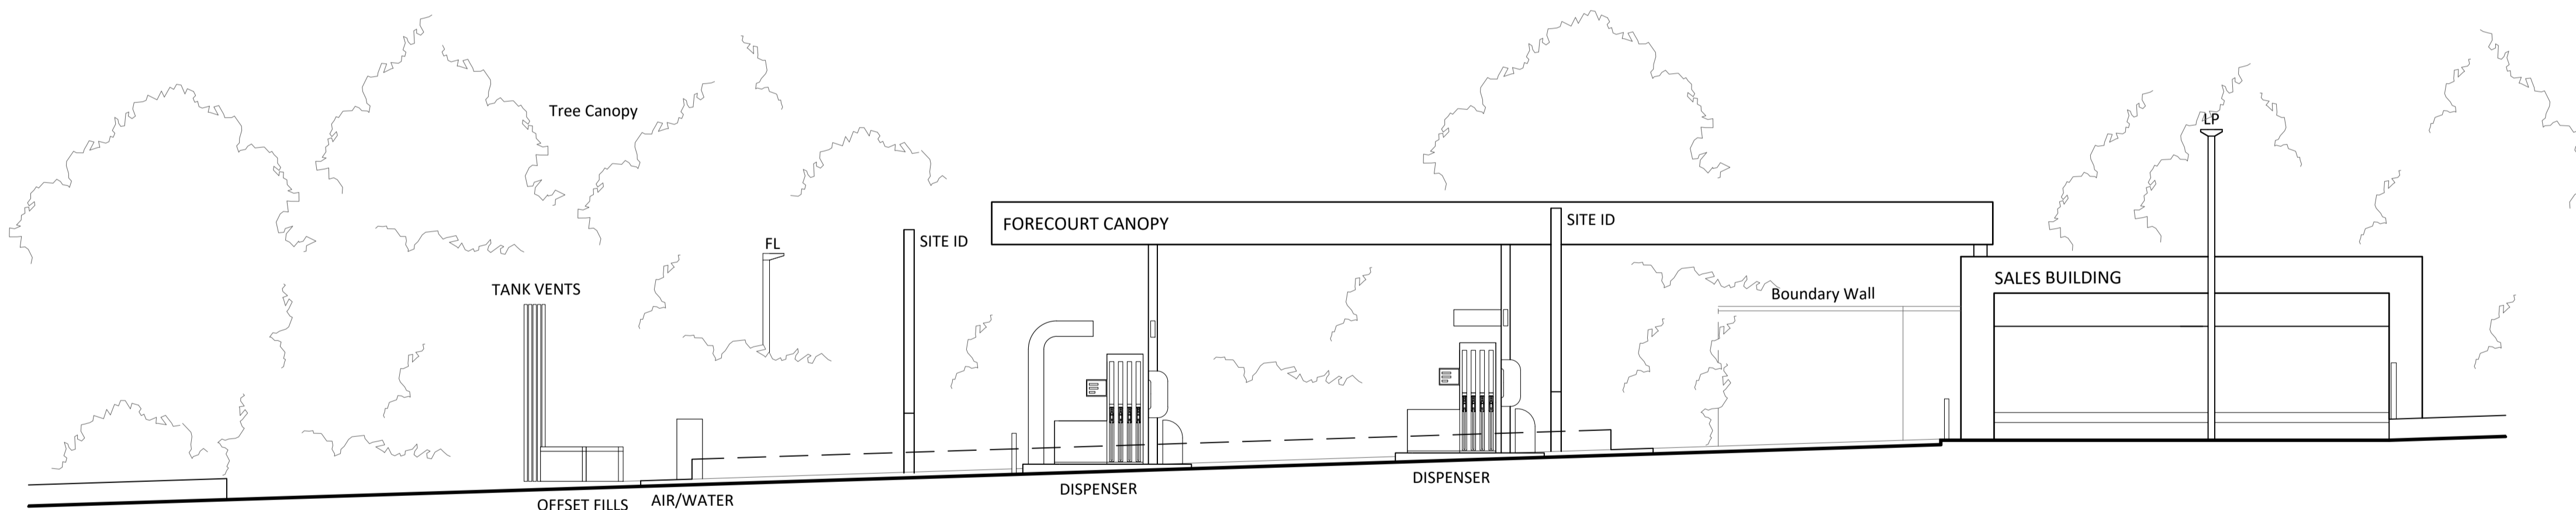 Tree Canopy
LP
FORECOURT CANOPY
SITE ID
SITE ID
FL
SALES BUILDING
TANK VENTS
Boundary Wall
DISPENSER
DISPENSER
OFFSET FILLS
AIR/WATER